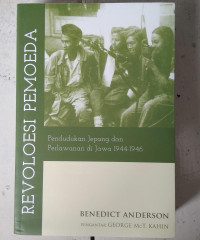 REVOLOESI PEMOEDA
Pendudukan Jepang dan
Perlawanan di Jawa 1944-1946
BENEDICT ANDERSON
PENGANTAR GEORGE McT. KAHIN